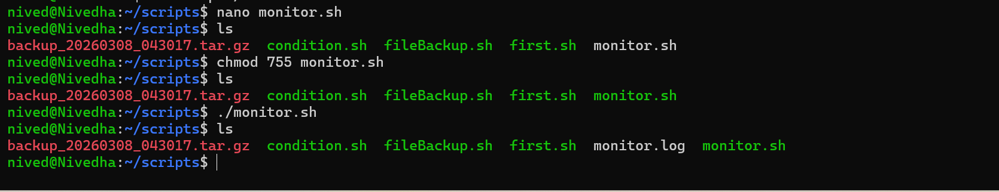 nived@Nivedha:~/scripts$ nano monitor.sh
nived@Nivedha:~/scripts$ ls
backup_20260308_043017.tar.gz  condition.sh  fileBackup.sh  first.sh  monitor.sh
nived@Nivedha:~/scripts$ chmod 755 monitor.sh
nived@Nivedha:~/scripts$ ls
backup_20260308_043017.tar.gz  condition.sh  fileBackup.sh  first.sh  monitor.sh
nived@Nivedha:~/scripts$ ./monitor.sh
nived@Nivedha:~/scripts$ ls
backup_20260308_043017.tar.gz  condition.sh  fileBackup.sh  first.sh  monitor.log  monitor.sh
nived@Nivedha:~/scripts$